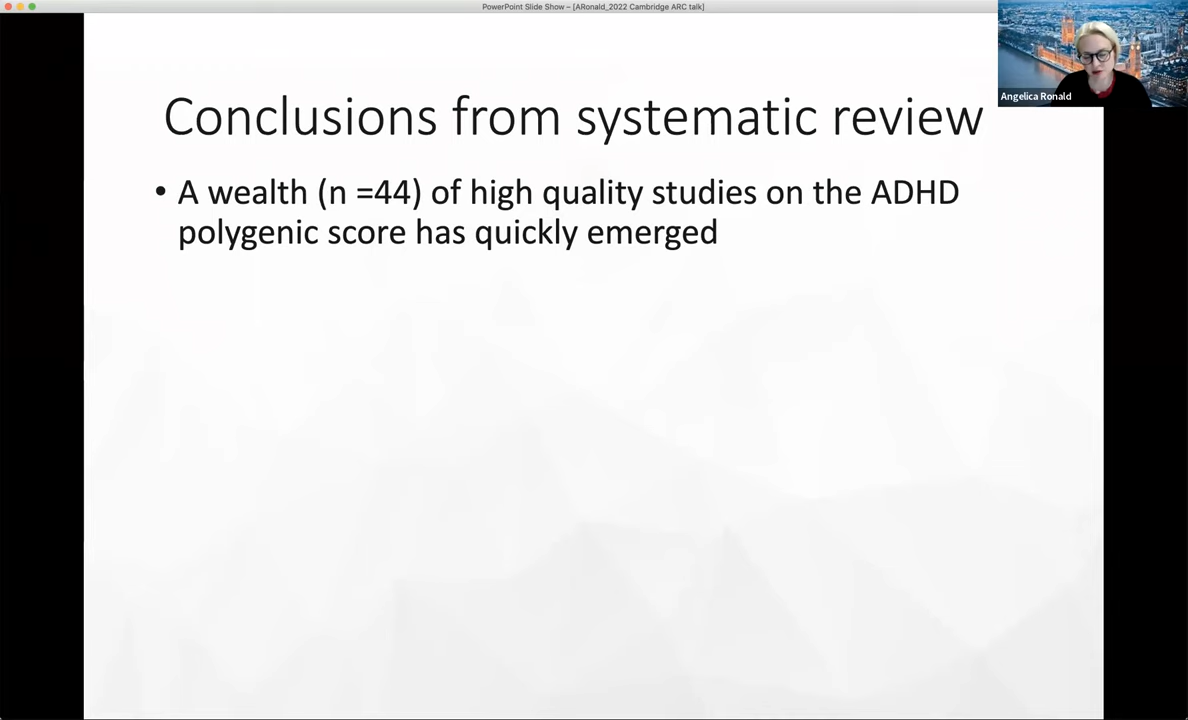 PowerPoint Slide Show – [ARonald_2022 Cambridge ARC talk]
Angelica Ronald
Conclusions from systematic review
• A wealth (n =44) of high quality studies on the ADHD
polygenic score has quickly emerged